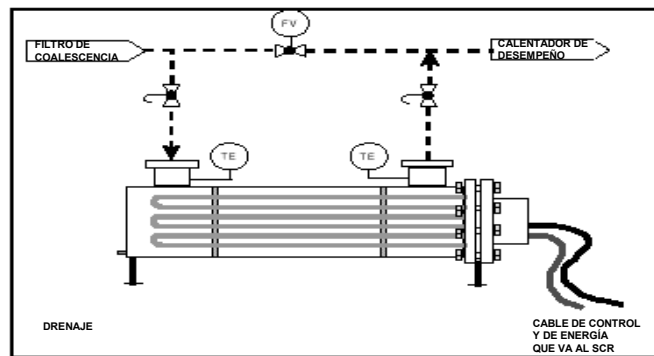 FV
FILTRO DE
COALESCENCIA
CALENTADOR DE
DESEMPEÑO
TE
TE
DRENAJE
CABLE DE CONTROL
Y DE ENERGÍA
QUE VA AL SCR